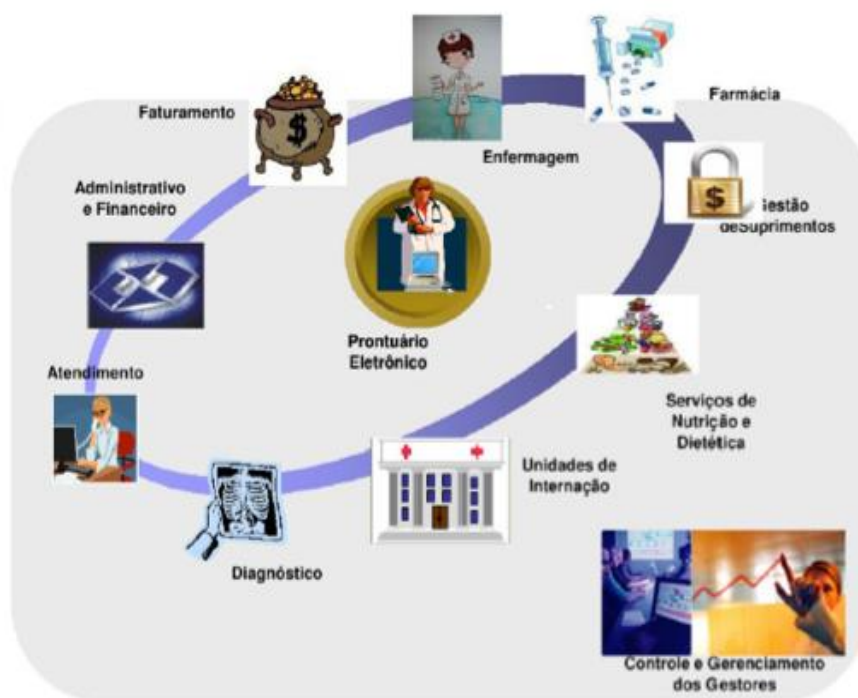 Faturamento
Enfermagem
Farmácia
Administrativo
e Financeiro
$
$
Gestão
deSuprimentos
Prontuário
Eletrônico
Atendimento
Serviços de
Nutrição e
Dietética
Unidades de
Internação
Diagnóstico
Controle e Gerenciamento
dos Gestores